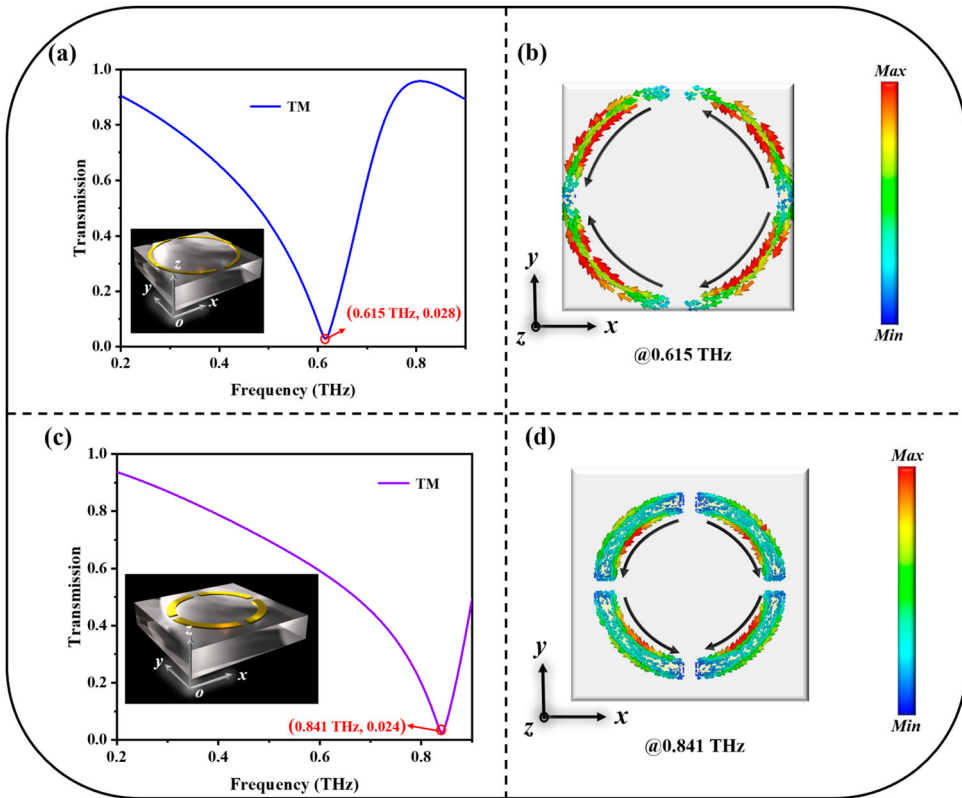 (a)
1.0
0.8
0.6
0.4
0.2
0.0
Transmission
TM
z
y
x
o
(0.615 THz, 0.028)
0.2
0.4
0.6
0.8
Frequency (THz)
(b)
Max
Min
y
z
x
@0.615 THz
(c)
1.0
0.8
0.6
0.4
0.2
0.0
Transmission
TM
z
y
x
o
(0.841 THz, 0.024)
0.2
0.4
0.6
0.8
Frequency (THz)
(d)
Max
Min
y
z
x
@0.841 THz